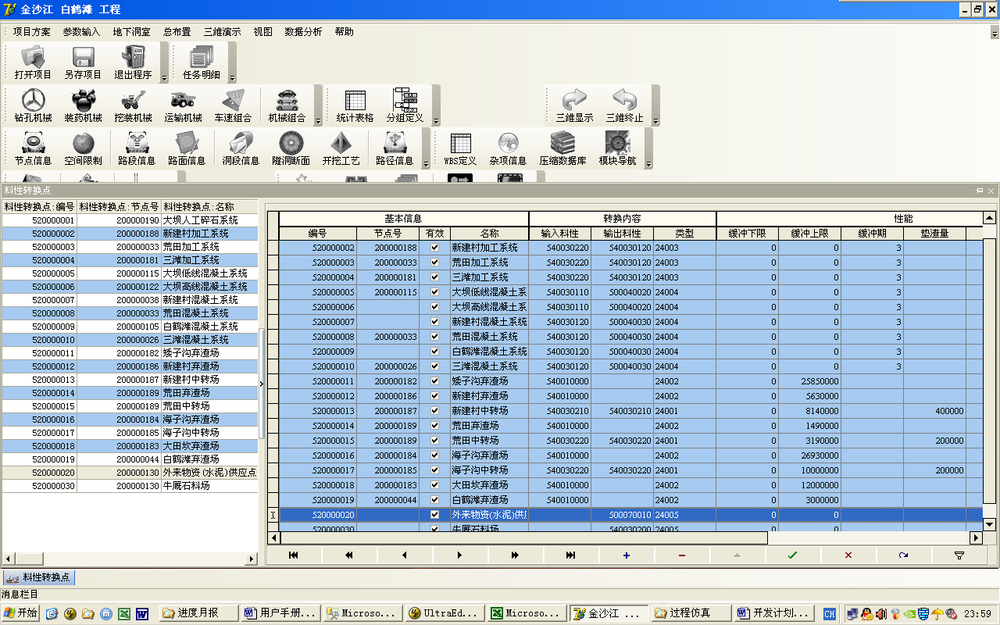 金沙江 白鹤滩 工程
项目方案 参数输入 地下洞室 总布置 三维演示 视图 数据分析 帮助
打开项目 另存项目 退出程序 任务明细
钻孔机械 装药机械 挖装机械 运输机械 车速组合 机械组合 统计表格 分组定义 三维显示 三维终止
节点信息 空间限制 路段信息 路面信息 洞段信息 隧洞断面 开挖工艺 路径信息 WBS定义 杂项信息 压缩数据库 模块导航
料性转换点
料性转换点:编号 料性转换点:节点号 料性转换点:名称
520000001 200000190 大坝人工碎石系统
520000002 200000188 新建村加工系统
520000003 200000033 荒田加工系统
520000004 200000181 三滩加工系统
520000005 200000115 大坝低线混凝土系统
520000006 200000122 大坝高线混凝土系统
520000007 200000038 新建村混凝土系统
520000008 200000033 荒田混凝土系统
520000009 200000105 白鹤滩混凝土系统
520000010 200000026 三滩混凝土系统
520000011 200000182 矮子沟弃渣场
520000012 200000186 新建村弃渣场
520000013 200000187 新建村中转场
520000014 200000189 荒田弃渣场
520000015 200000189 荒田中转场
520000016 200000184 海子沟弃渣场
520000017 200000185 海子沟中转场
520000018 200000183 大田坎弃渣场
520000019 200000044 白鹤滩弃渣场
520000020 200000130 外来物资(水泥)供应点
520000030 200000130 牛厩石料场
基本信息 转换内容 性能
编号 节点号 有效 名称 输入料性 输出料性 类型 缓冲下限 缓冲上限 缓冲期 垫渣量
520000002 200000188 新建村加工系统 540030220 540030120 24003 0 0 3
520000003 200000033 荒田加工系统 540030220 540030120 24003 0 0 3
520000004 200000181 三滩加工系统 540030220 540030120 24003 0 0 3
520000005 200000115 大坝低线混凝土系 540030110 500040020 24004 0 0 3
520000006 大坝高线混凝土系 540030110 500040020 24004 0 0 3
520000007 新建村混凝土系统 540030120 500040030 24004 0 0 3
520000008 200000033 荒田混凝土系统 540030120 500040030 24004 0 0 3
520000009 白鹤滩混凝土系统 540030120 500040030 24004 0 0 3
520000010 200000026 三滩混凝土系统 540030120 500040030 24004 0 0 3
520000011 200000182 矮子沟弃渣场 540010000 24002 0 25850000
520000012 200000186 新建村弃渣场 540010000 24002 0 5630000
520000013 200000187 新建村中转场 540030210 540030210 24001 0 8140000 400000
520000014 200000189 荒田弃渣场 540010000 24002 0 1490000
520000015 200000189 荒田中转场 540030220 540030220 24001 0 3190000 200000
520000016 200000184 海子沟弃渣场 540010000 24002 0 26930000
520000017 200000185 海子沟中转场 540030220 540030220 24001 0 10000000 200000
520000018 200000183 大田坎弃渣场 540010000 24002 0 12000000
520000019 200000044 白鹤滩弃渣场 540010000 24002 0 3000000
520000020 外来物资(水泥)供应 500070010 24005 0 0
520000030 牛厩石料场 540030200 24005 0 0
料性转换点
消息栏目
开始 进度月报 用户手册... Microso... UltraEd... Microso... 金沙江 ... 过程仿真 开发计划... CH 23:59